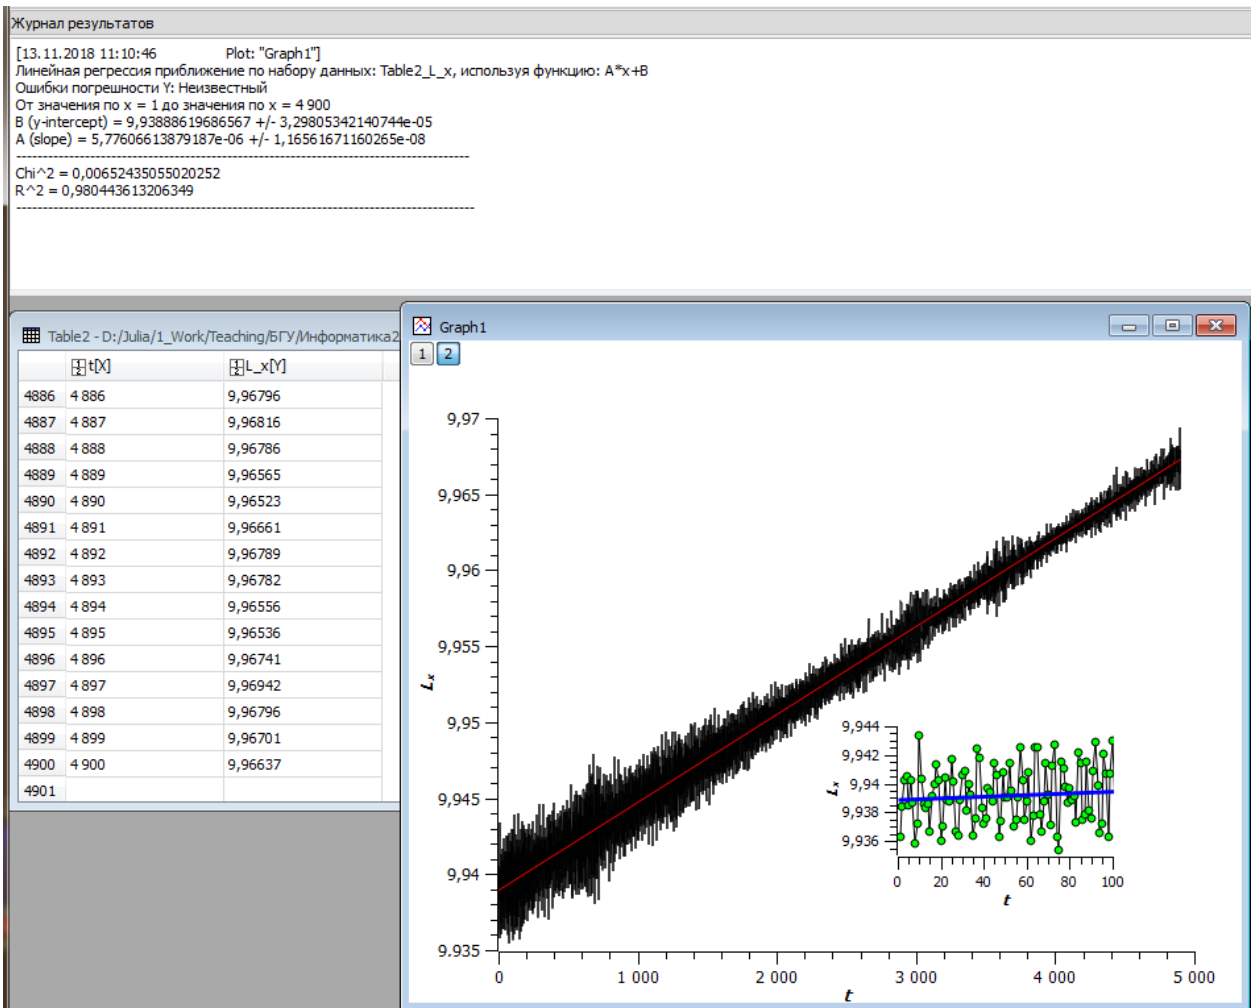 Журнал результатов
[13.11.2018 11:10:46 Plot: "Graph1"]
Линейная регрессия приближение по набору данных: Table2_L_x, используя функцию: A*x+B
Ошибки погрешности Y: Неизвестный
От значения по x = 1 до значения по x = 4 900
B (y-intercept) = 9,93888619686567 +/- 3,29805342140744e-05
A (slope) = 5,77606613879187e-06 +/- 1,16561671160265e-08
--------------------------------------------------------------------------------------
Chi^2 = 0,00652435055020252
R^2 = 0,980443613206349
---------------------------------------------------------------------------------------
Table2 - D:/Julia/1_Work/Teaching/БГУ/Информатика2
t[X] L_x[Y]
4886 4 886 9,96796
4887 4 887 9,96816
4888 4 888 9,96786
4889 4 889 9,96565
4890 4 890 9,96523
4891 4 891 9,96661
4892 4 892 9,96789
4893 4 893 9,96782
4894 4 894 9,96556
4895 4 895 9,96536
4896 4 896 9,96741
4897 4 897 9,96942
4898 4 898 9,96796
4899 4 899 9,96701
4900 4 900 9,96637
4901
Graph1
1 2
9,97
9,965
9,96
9,955
9,95
9,945
9,94
9,935
Lx
0 1 000 2 000 3 000 4 000 5 000
t
9,944
9,942
9,94
9,938
9,936
Lx
0 20 40 60 80 100
t